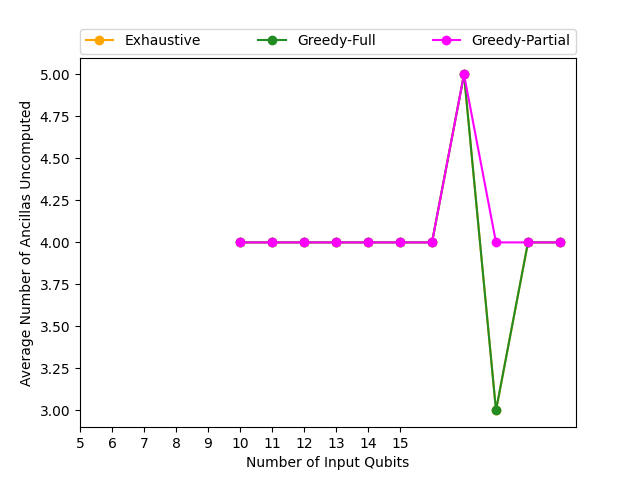 Exhaustive Greedy-Full Greedy-Partial
5.00
4.75
4.50
4.25
4.00
3.75
3.50
3.25
3.00
Average Number of Ancillas Uncomputed
5 6 7 8 9 10 11 12 13 14 15
Number of Input Qubits